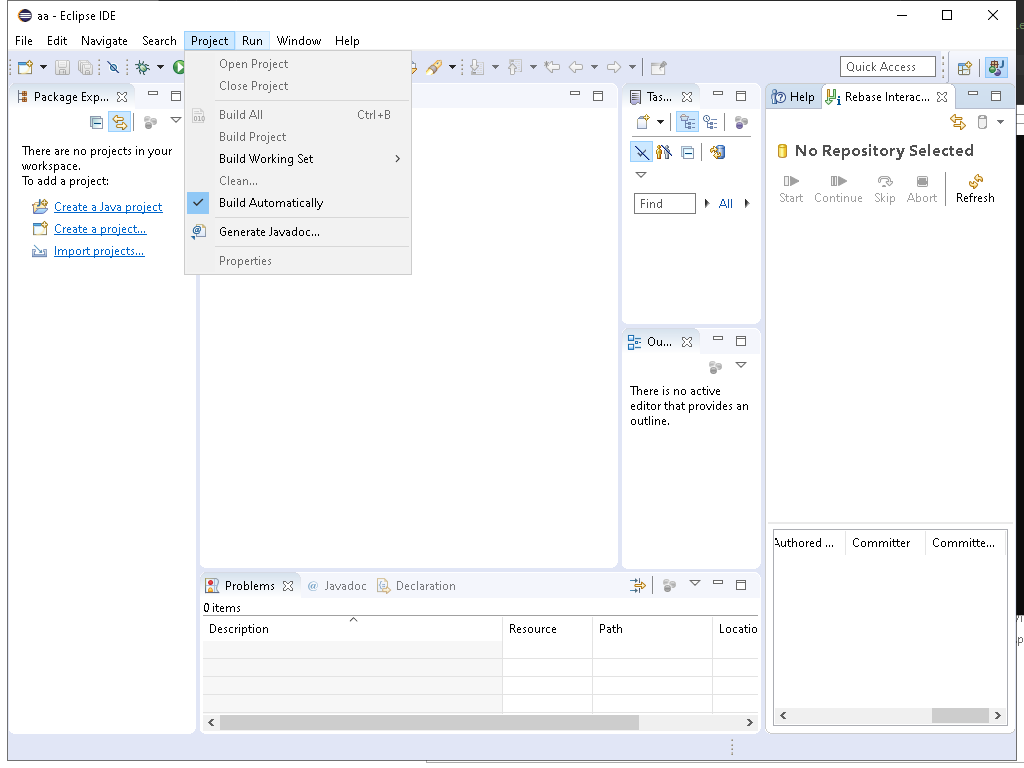 aa - Eclipse IDE
File Edit Navigate Search Project Run Window Help
Quick Access
Package Exp...
There are no projects in your
workspace.
To add a project:
Create a Java project
Create a project...
Import projects...
Open Project
Close Project
Build All Ctrl+B
Build Project
Build Working Set
Clean...
Build Automatically
Generate Javadoc...
Properties
Tas...
Find
All
Ou...
There is no active
editor that provides an
outline.
Help Rebase Interac...
No Repository Selected
Start Continue Skip Abort Refresh
Authored ... Committer Committe...
Problems Javadoc Declaration
0 items
Description Resource Path Locatio